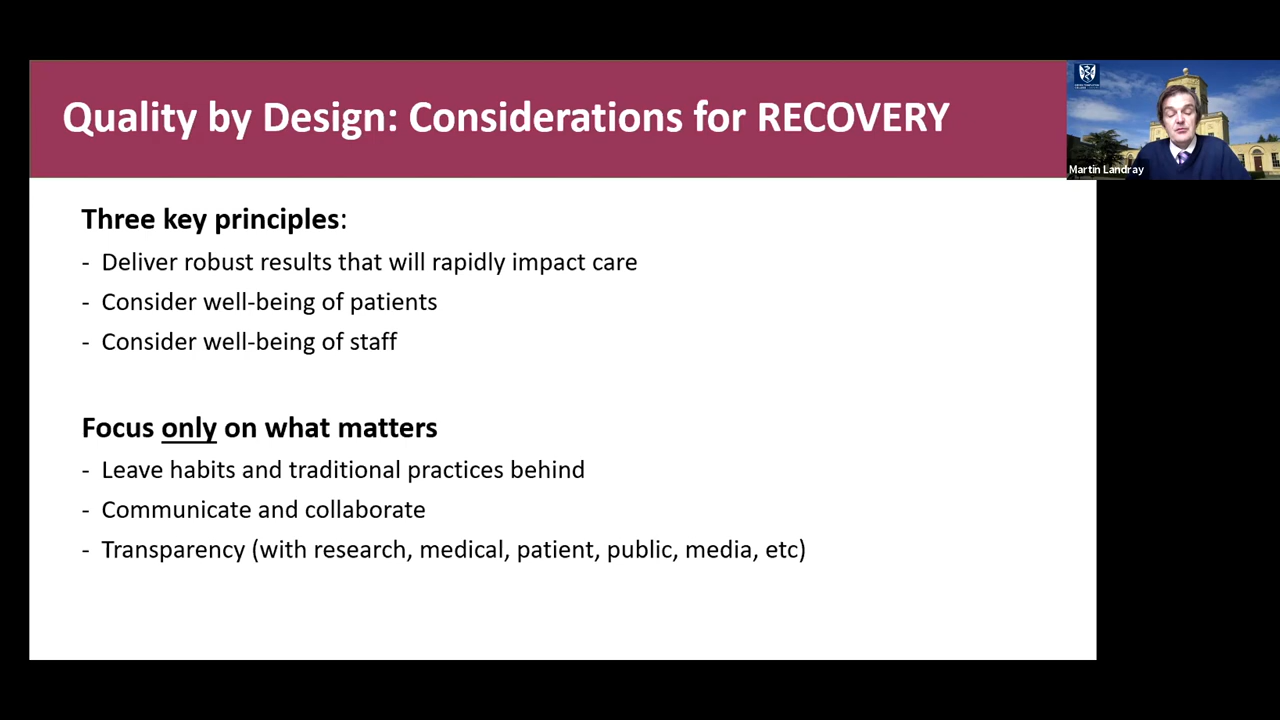 Quality by Design: Considerations for RECOVERY
Martin Landray
Three key principles:
- Deliver robust results that will rapidly impact care
- Consider well-being of patients
- Consider well-being of staff
Focus only on what matters
- Leave habits and traditional practices behind
- Communicate and collaborate
- Transparency (with research, medical, patient, public, media, etc)